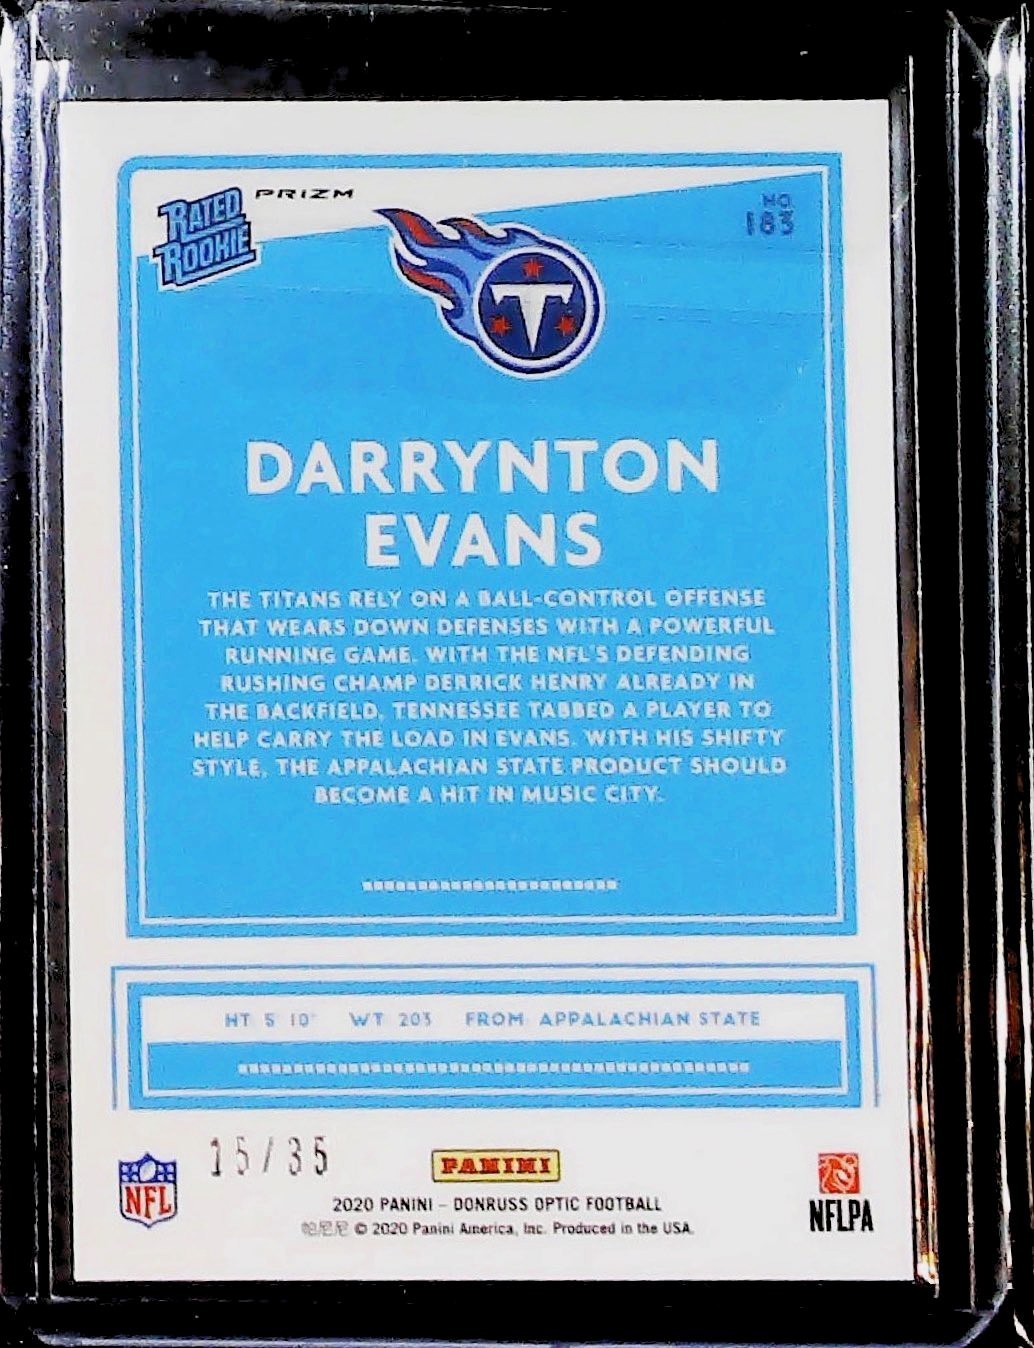 RATED
ROOKIE
PRIZM
NO.
183
T
DARRYNTON
EVANS
THE TITANS RELY ON A BALL-CONTROL OFFENSE
THAT WEARS DOWN DEFENSES WITH A POWERFUL
RUNNING GAME. WITH THE NFL'S DEFENDING
RUSHING CHAMP DERRICK HENRY ALREADY IN
THE BACKFIELD, TENNESSEE TABBED A PLAYER TO
HELP CARRY THE LOAD IN EVANS. WITH HIS SHIFTY
STYLE, THE APPALACHIAN STATE PRODUCT SHOULD
BECOME A HIT IN MUSIC CITY.
HT 5' 10" WT 203 FROM: APPALACHIAN STATE
15/35
NFL
PANINI
NFLPA
2020 PANINI – DONRUSS OPTIC FOOTBALL
帕尼尼 © 2020 Panini America, Inc. Produced in the USA.